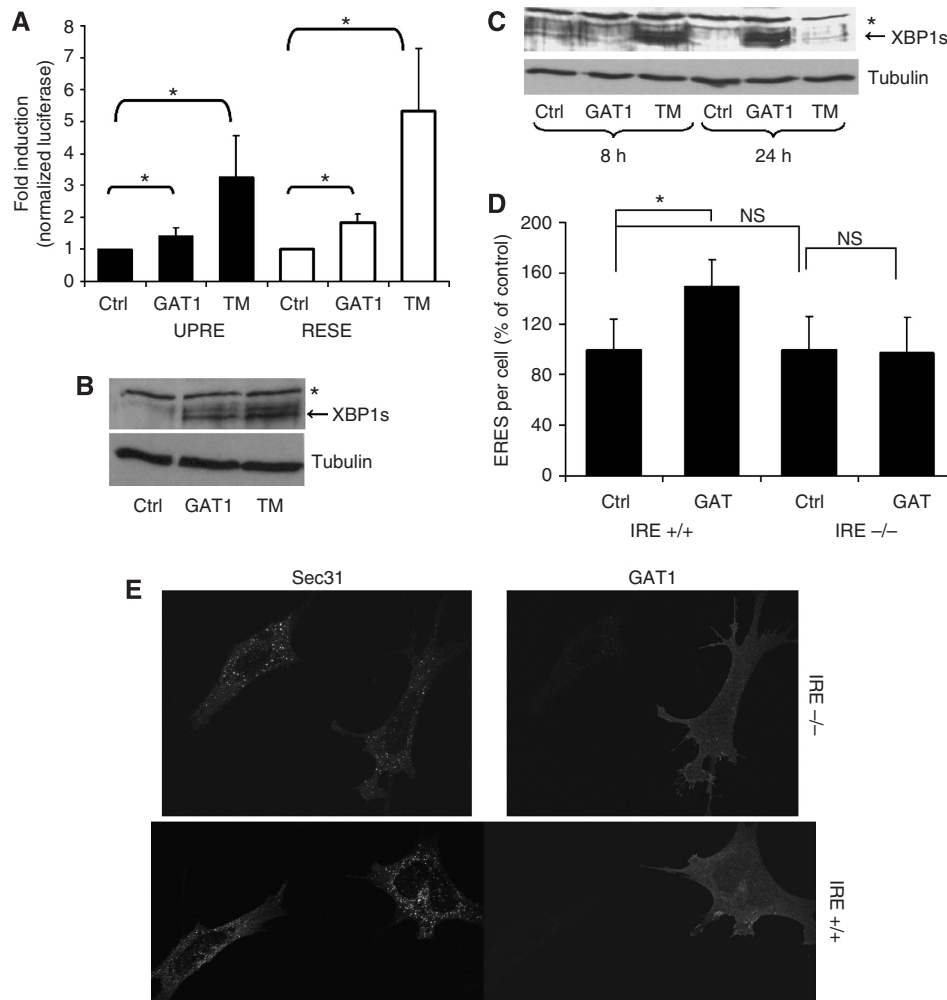 A
Fold induction
(normalized luciferase)
8
7
6
5
4
3
2
1
0
*
*
*
*
Ctrl GAT1 TM Ctrl GAT1 TM
UPRE RESE
B
*
← XBP1s
Tubulin
Ctrl GAT1 TM
C
*
← XBP1s
Tubulin
Ctrl GAT1 TM Ctrl GAT1 TM
8 h 24 h
D
ERES per cell (% of control)
200
160
120
80
40
0
*
NS
NS
Ctrl GAT Ctrl GAT
IRE +/+ IRE –/–
E
Sec31 GAT1
IRE –/–
IRE +/+